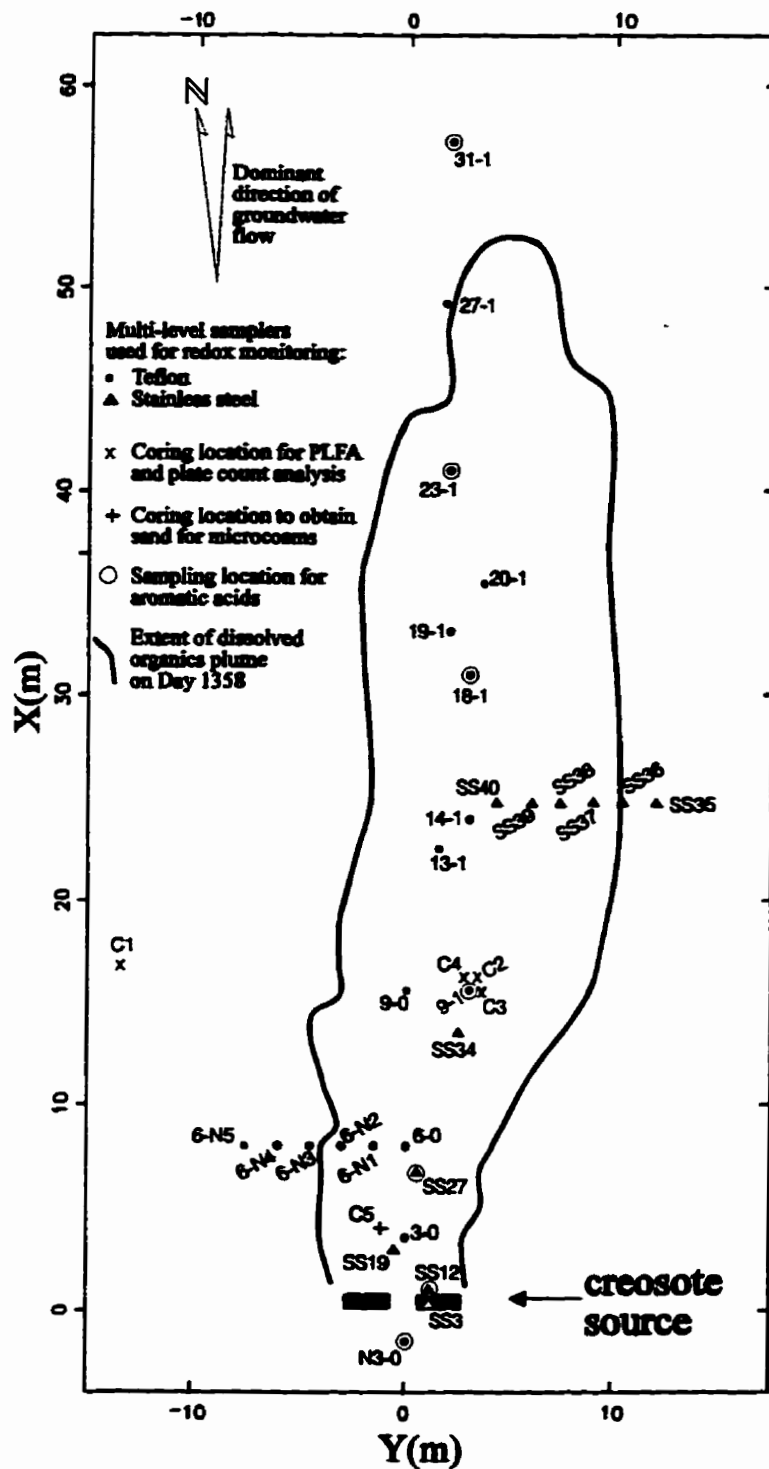 -10 0 10
60
N
31-1
Dominant
direction of
groundwater
flow
50
27-1
Multi-level samplers
used for redox monitoring:
Teflon
Stainless steel
x Coring location for PLFA
and plate count analysis
40
23-1
+ Coring location to obtain
sand for microcosms
20-1
Sampling location for
aromatic acids
19-1
Extent of dissolved
organics plume
on Day 1358
X(m)
30
18-1
SS40 SS38 SS36
SS39 SS37 SS35
14-1
13-1
20
C1
x
C4 C2
9-0 9-1 C3
SS34
10
6-N5 6-N4 6-N3 6-N2 6-N1 6-0
SS27
C5
3-0
SS19
SS12
creosote
source
0
SS3
N3-0
-10 0 10
Y(m)